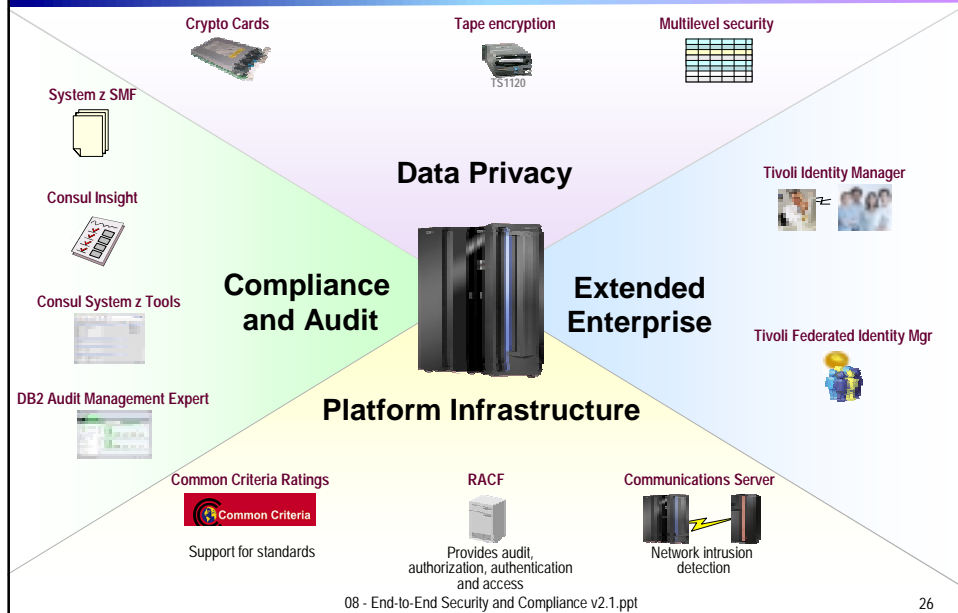 Crypto Cards
Tape encryption
TS1120
Multilevel security
Data Privacy
System z SMF
Consul Insight
Consul System z Tools
DB2 Audit Management Expert
Compliance
and Audit
Extended
Enterprise
Tivoli Identity Manager
Tivoli Federated Identity Mgr
Platform Infrastructure
Common Criteria Ratings
Common Criteria
Support for standards
RACF
Provides audit,
authorization, authentication
and access
Communications Server
Network intrusion
detection
08 - End-to-End Security and Compliance v2.1.ppt
26